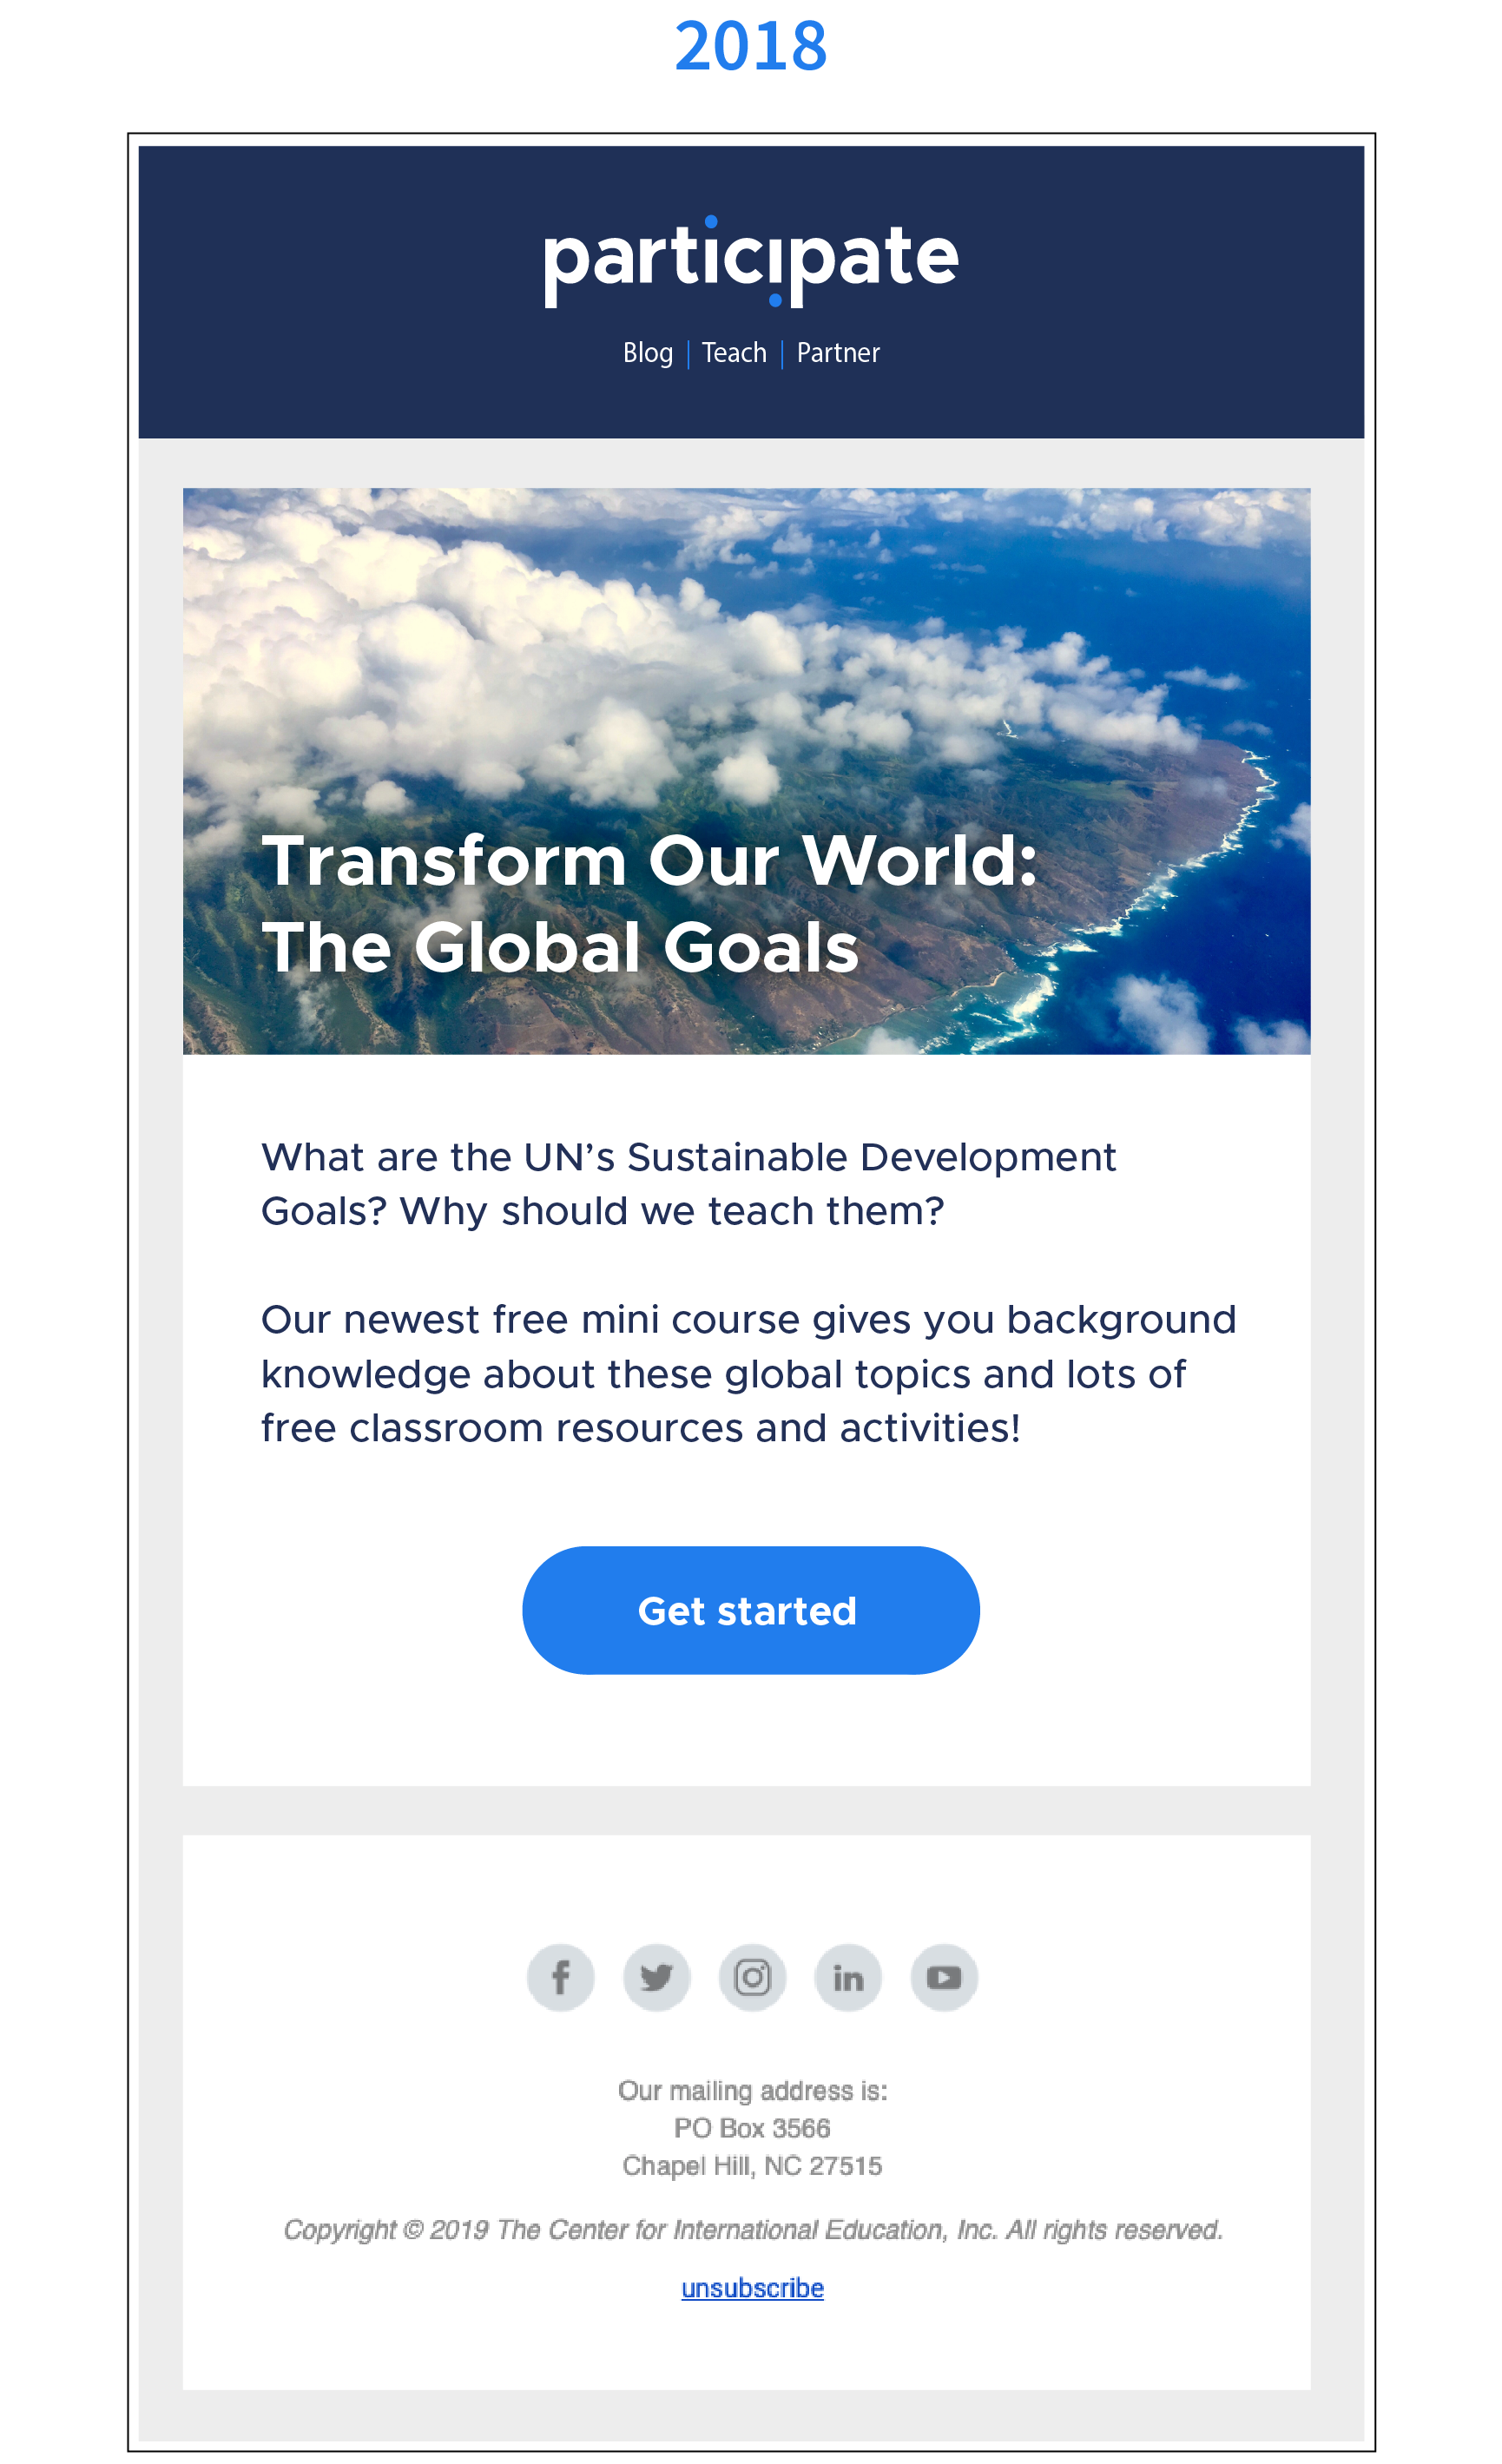 2018
participate
Blog | Teach | Partner
Transform Our World:
The Global Goals
What are the UN’s Sustainable Development
Goals? Why should we teach them?
Our newest free mini course gives you background
knowledge about these global topics and lots of
free classroom resources and activities!
Get started
Our mailing address is:
PO Box 3566
Chapel Hill, NC 27515
Copyright © 2019 The Center for International Education, Inc. All rights reserved.
unsubscribe